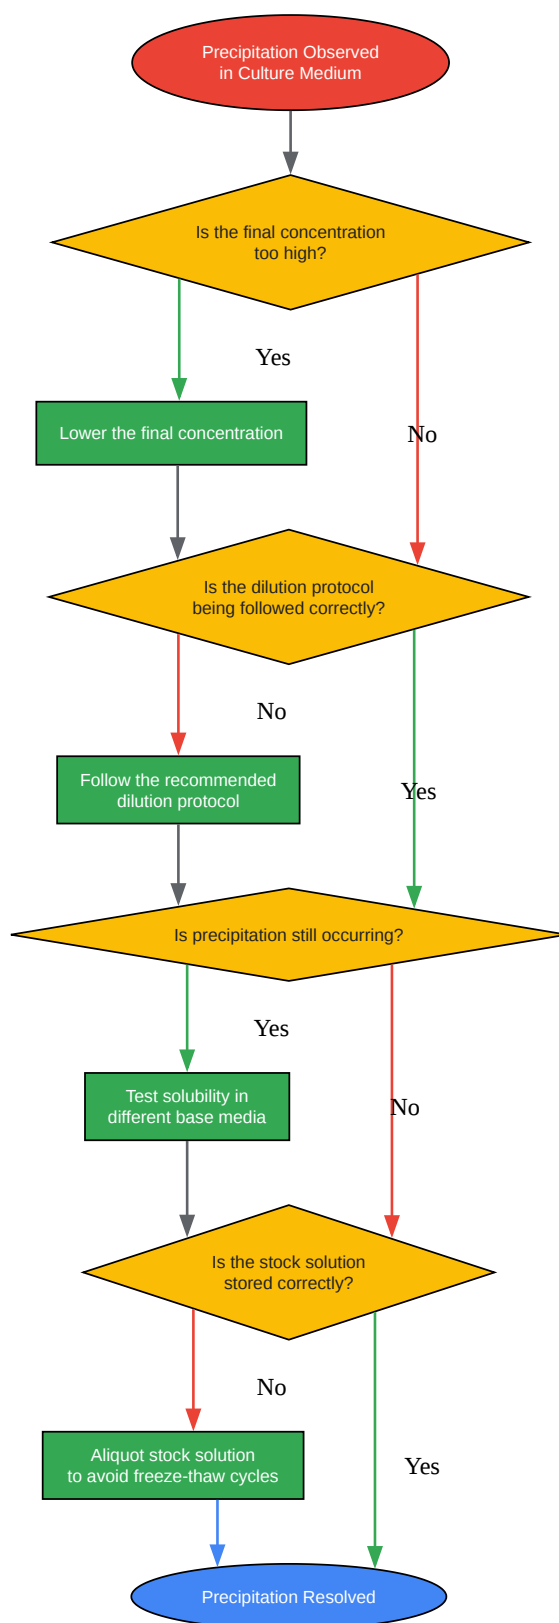 Precipitation Observed
in Culture Medium
Is the final concentration
too high?
Yes
Lower the final concentration
No
Is the dilution protocol
being followed correctly?
No
Follow the recommended
dilution protocol
Yes
Is precipitation still occurring?
Yes
Test solubility in
different base media
No
Is the stock solution
stored correctly?
No
Aliquot stock solution
to avoid freeze-thaw cycles
Yes
Precipitation Resolved